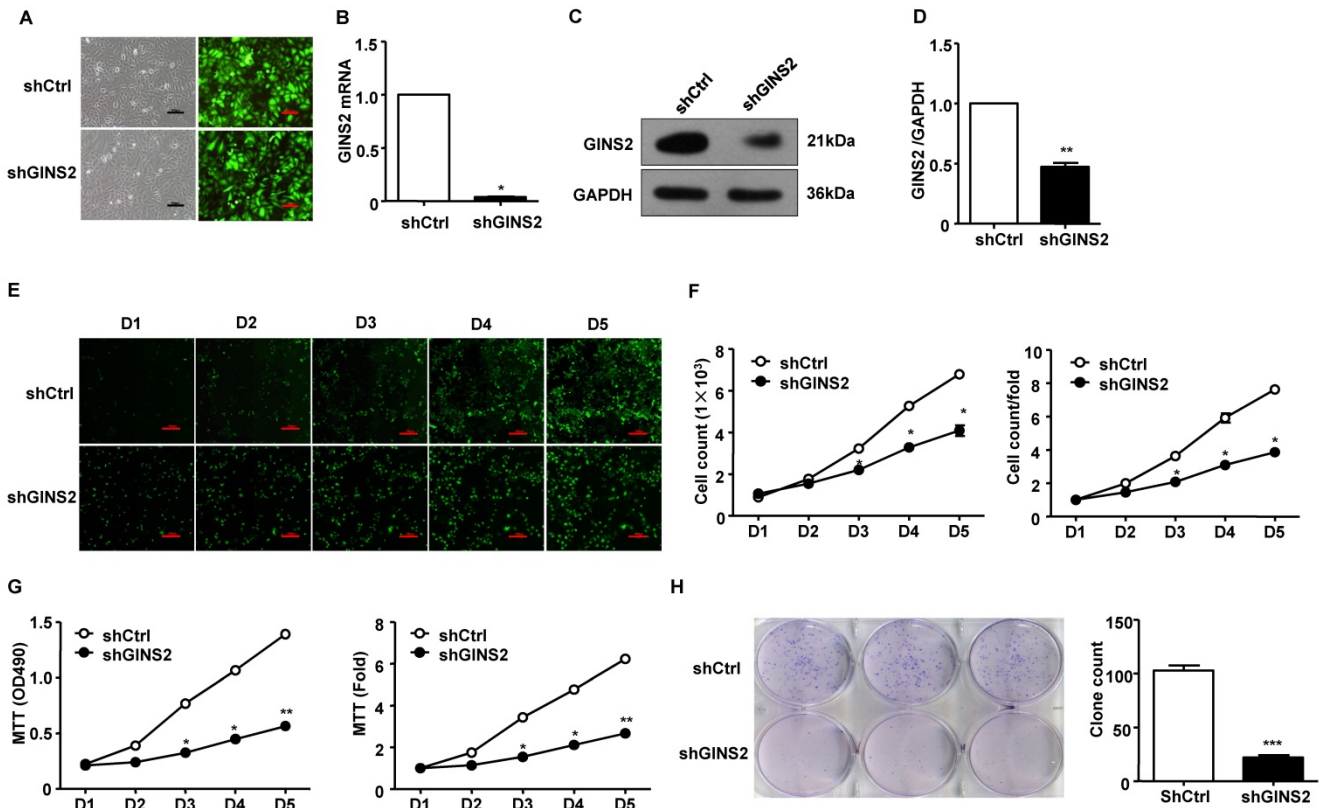 A
shCtrl
shGINS2
B
GINS2 mRNA
1.5
1.0
0.5
0
*
shCtrl
shGINS2
C
shCtrl
shGINS2
GINS2
21kDa
GAPDH
36kDa
D
GINS2 /GAPDH
1.5
1.0
0.5
0
**
shCtrl
shGINS2
E
D1
D2
D3
D4
D5
shCtrl
shGINS2
F
Cell count (1×10³)
8
6
4
2
0
shCtrl
shGINS2
*
*
*
D1
D2
D3
D4
D5
Cell count/fold
10
8
6
4
2
0
shCtrl
shGINS2
*
*
*
D1
D2
D3
D4
D5
G
MTT (OD490)
1.5
1.0
0.5
0
shCtrl
shGINS2
*
*
**
D1
D2
D3
D4
D5
MTT (Fold)
8
6
4
2
0
shCtrl
shGINS2
*
*
**
D1
D2
D3
D4
D5
H
shCtrl
shGINS2
Clone count
150
100
50
0
***
ShCtrl
shGINS2